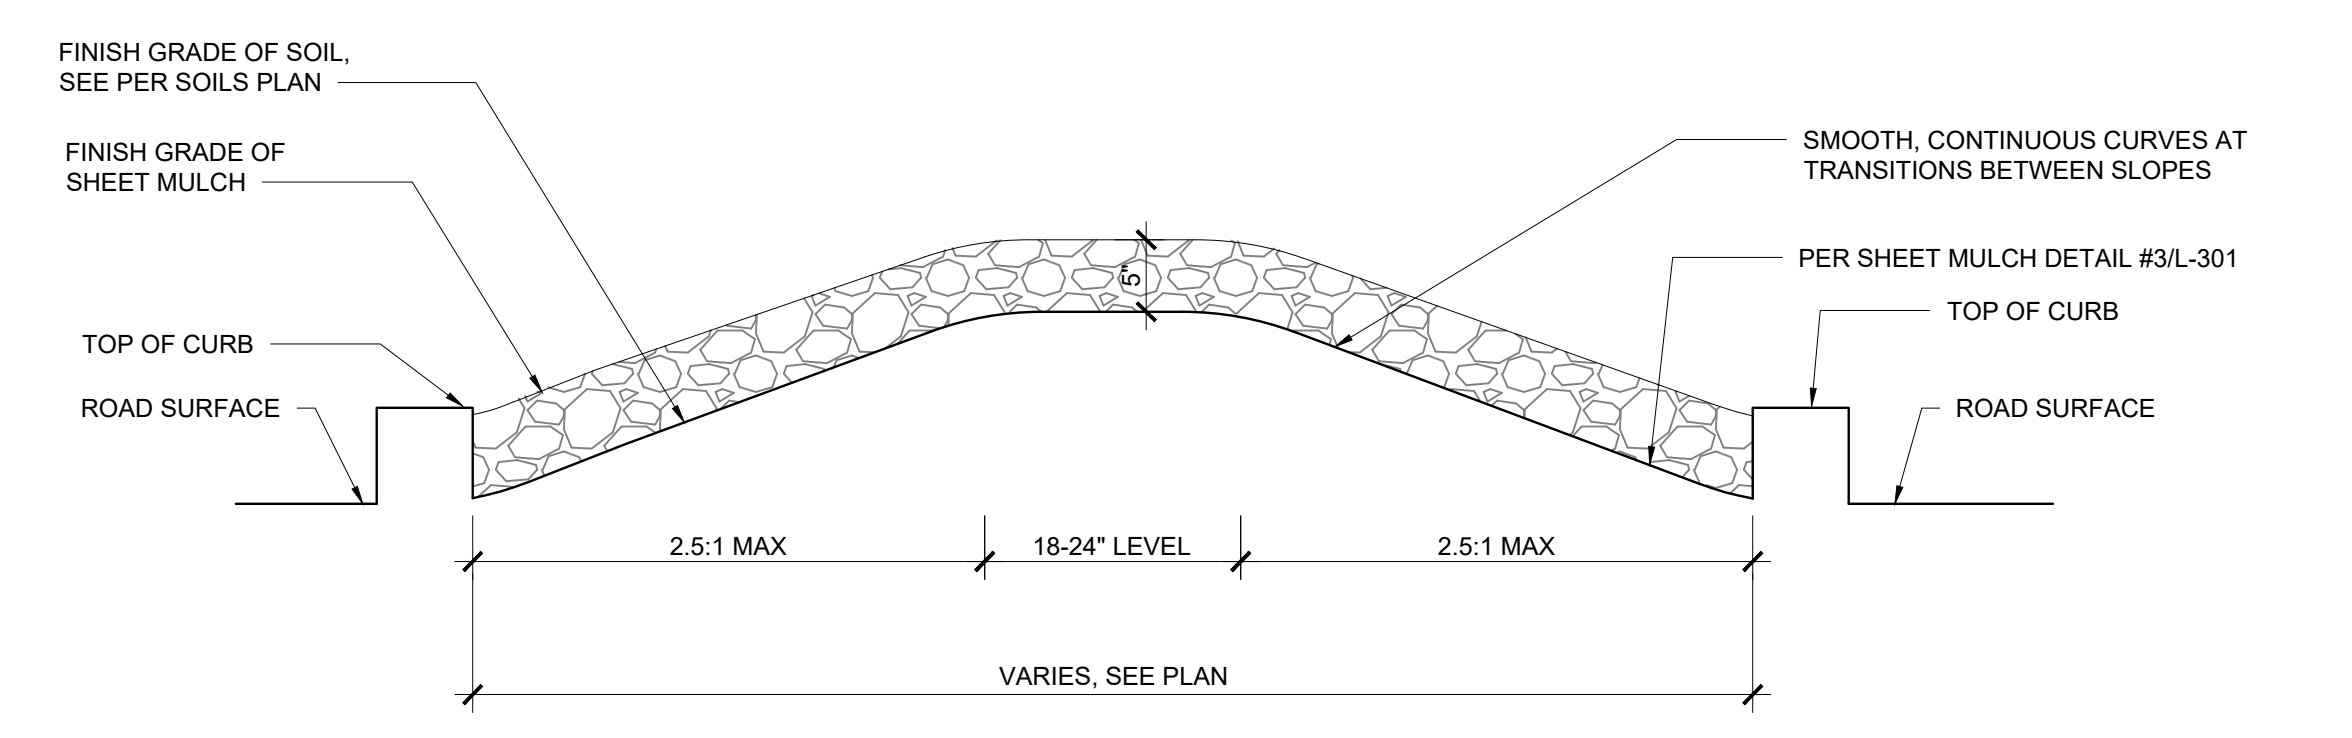 FINISH GRADE OF SOIL,
SEE PER SOILS PLAN
FINISH GRADE OF
SHEET MULCH
SMOOTH, CONTINUOUS CURVES AT
TRANSITIONS BETWEEN SLOPES
5"
PER SHEET MULCH DETAIL #3/L-301
TOP OF CURB
TOP OF CURB
ROAD SURFACE
ROAD SURFACE
2.5:1 MAX
18-24" LEVEL
2.5:1 MAX
VARIES, SEE PLAN